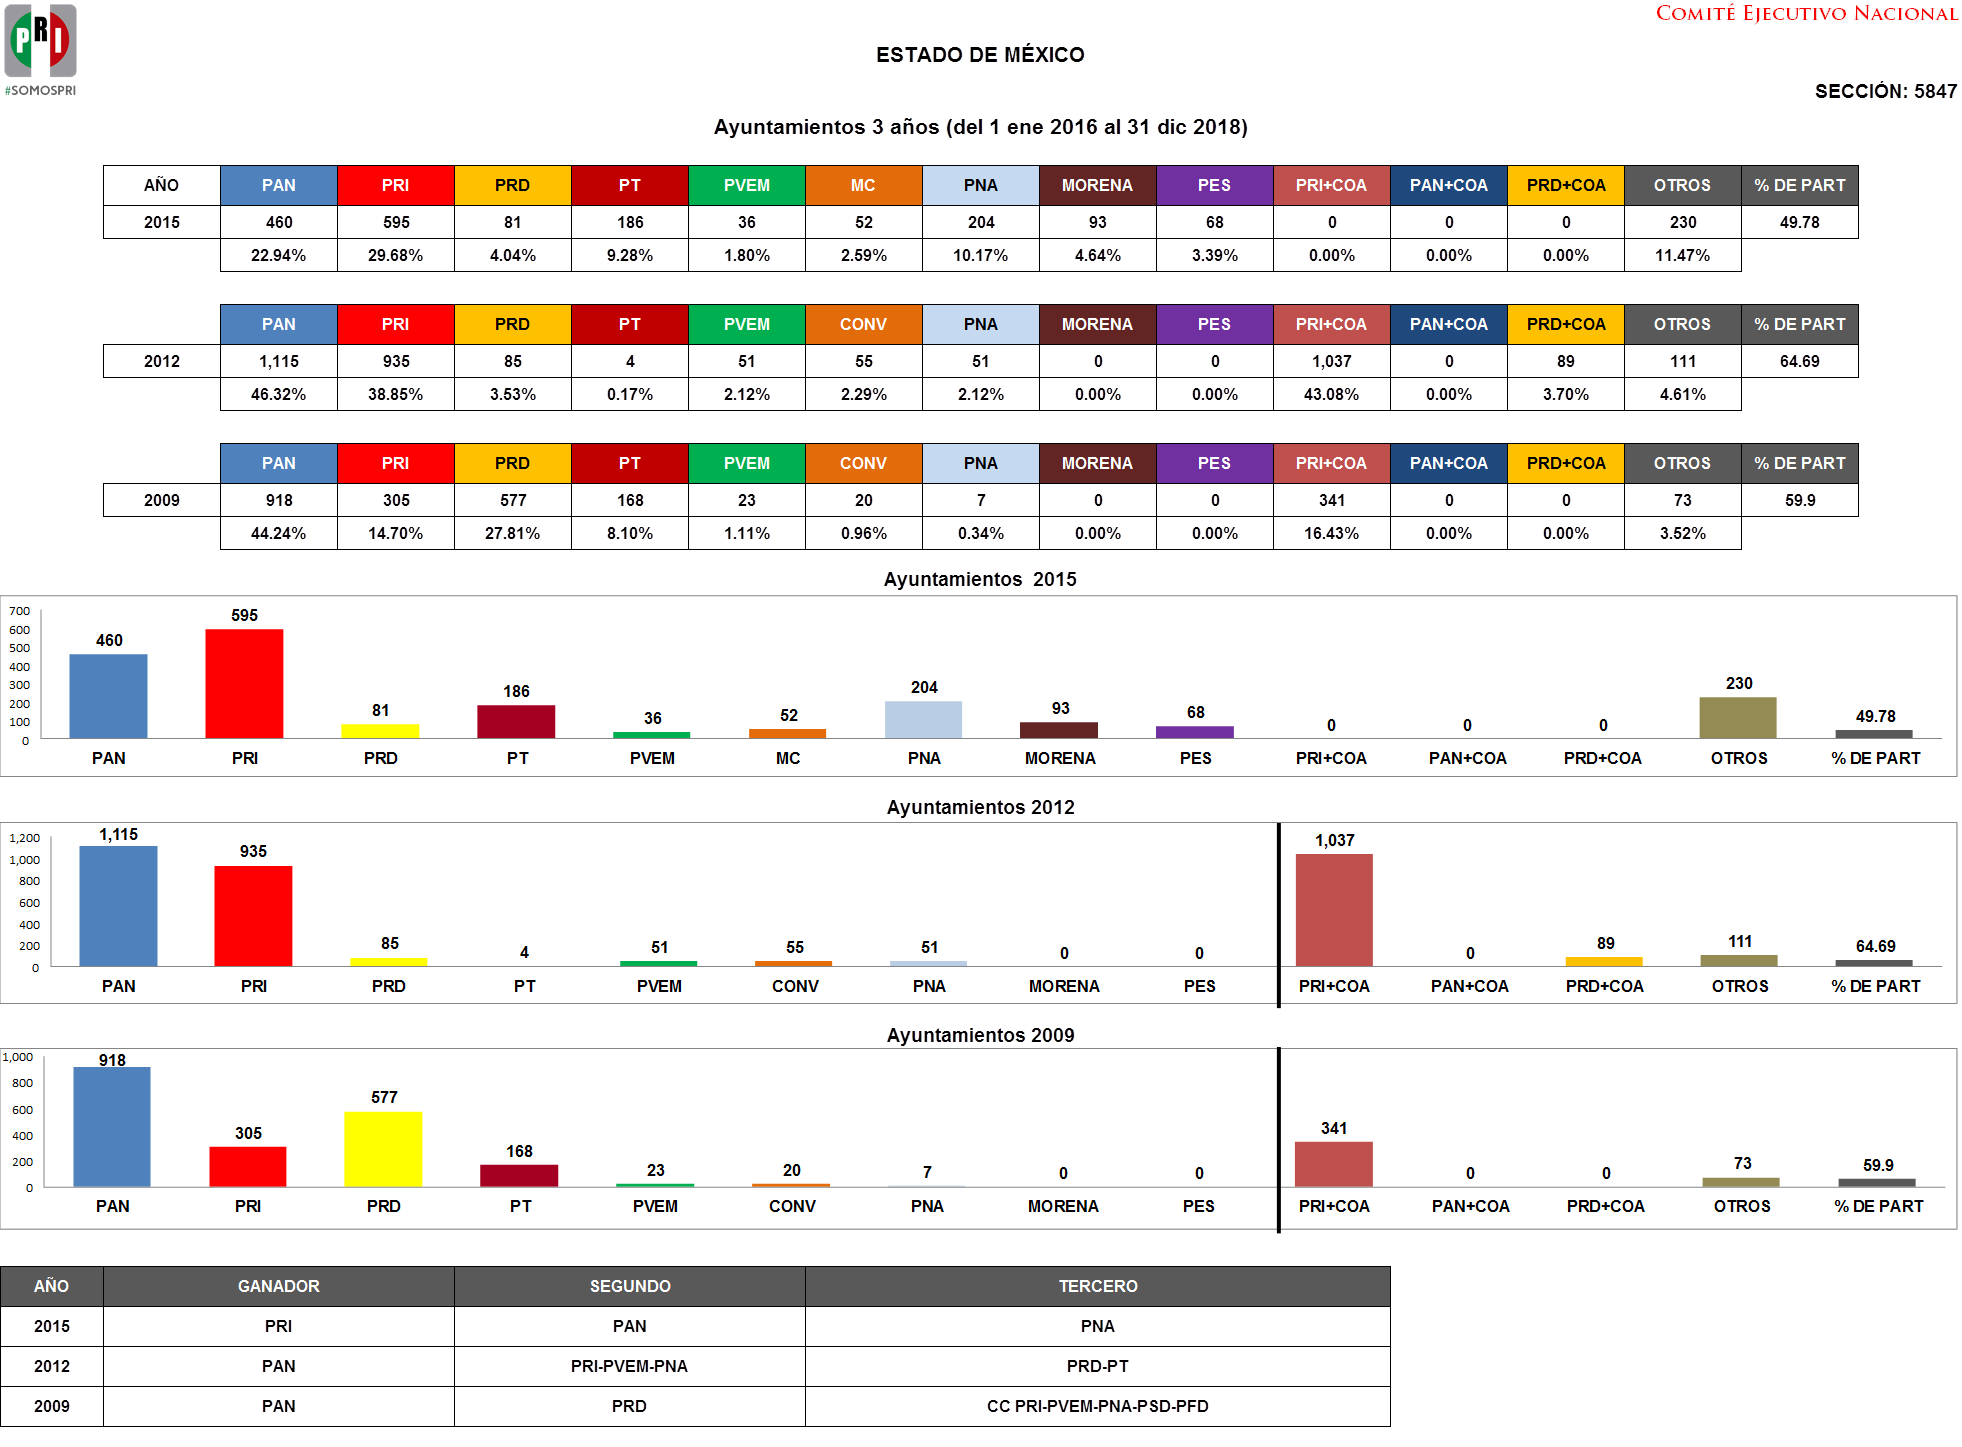 PRI
#SOMOSPRI
COMITÉ EJECUTIVO NACIONAL
ESTADO DE MÉXICO
SECCIÓN: 5847
Ayuntamientos 3 años (del 1 ene 2016 al 31 dic 2018)
AÑO PAN PRI PRD PT PVEM MC PNA MORENA PES PRI+COA PAN+COA PRD+COA OTROS % DE PART
2015 460 595 81 186 36 52 204 93 68 0 0 0 230 49.78
22.94% 29.68% 4.04% 9.28% 1.80% 2.59% 10.17% 4.64% 3.39% 0.00% 0.00% 0.00% 11.47%
PAN PRI PRD PT PVEM CONV PNA MORENA PES PRI+COA PAN+COA PRD+COA OTROS % DE PART
2012 1,115 935 85 4 51 55 51 0 0 1,037 0 89 111 64.69
46.32% 38.85% 3.53% 0.17% 2.12% 2.29% 2.12% 0.00% 0.00% 43.08% 0.00% 3.70% 4.61%
PAN PRI PRD PT PVEM CONV PNA MORENA PES PRI+COA PAN+COA PRD+COA OTROS % DE PART
2009 918 305 577 168 23 20 7 0 0 341 0 0 73 59.9
44.24% 14.70% 27.81% 8.10% 1.11% 0.96% 0.34% 0.00% 0.00% 16.43% 0.00% 0.00% 3.52%
Ayuntamientos 2015
700
600
500
400
300
200
100
0
460 595 81 186 36 52 204 93 68 0 0 0 230 49.78
PAN PRI PRD PT PVEM MC PNA MORENA PES PRI+COA PAN+COA PRD+COA OTROS % DE PART
Ayuntamientos 2012
1,200
1,000
800
600
400
200
0
1,115 935 85 4 51 55 51 0 0 1,037 0 89 111 64.69
PAN PRI PRD PT PVEM CONV PNA MORENA PES PRI+COA PAN+COA PRD+COA OTROS % DE PART
Ayuntamientos 2009
1,000
800
600
400
200
0
918 305 577 168 23 20 7 0 0 341 0 0 73 59.9
PAN PRI PRD PT PVEM CONV PNA MORENA PES PRI+COA PAN+COA PRD+COA OTROS % DE PART
AÑO GANADOR SEGUNDO TERCERO
2015 PRI PAN PNA
2012 PAN PRI-PVEM-PNA PRD-PT
2009 PAN PRD CC PRI-PVEM-PNA-PSD-PFD